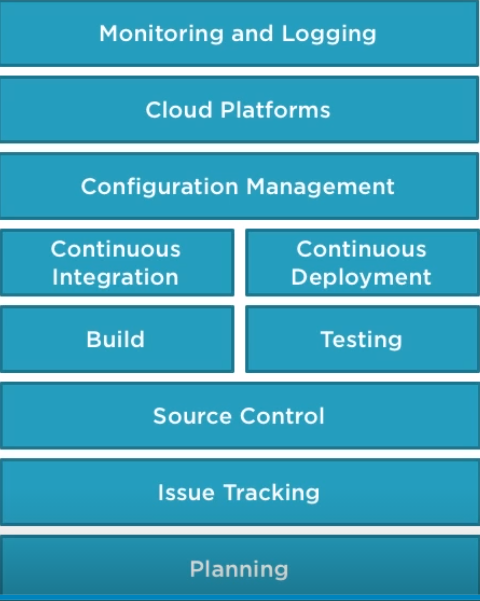 Monitoring and Logging
Cloud Platforms
Configuration Management
Continuous
Integration
Continuous
Deployment
Build
Testing
Source Control
Issue Tracking
Planning